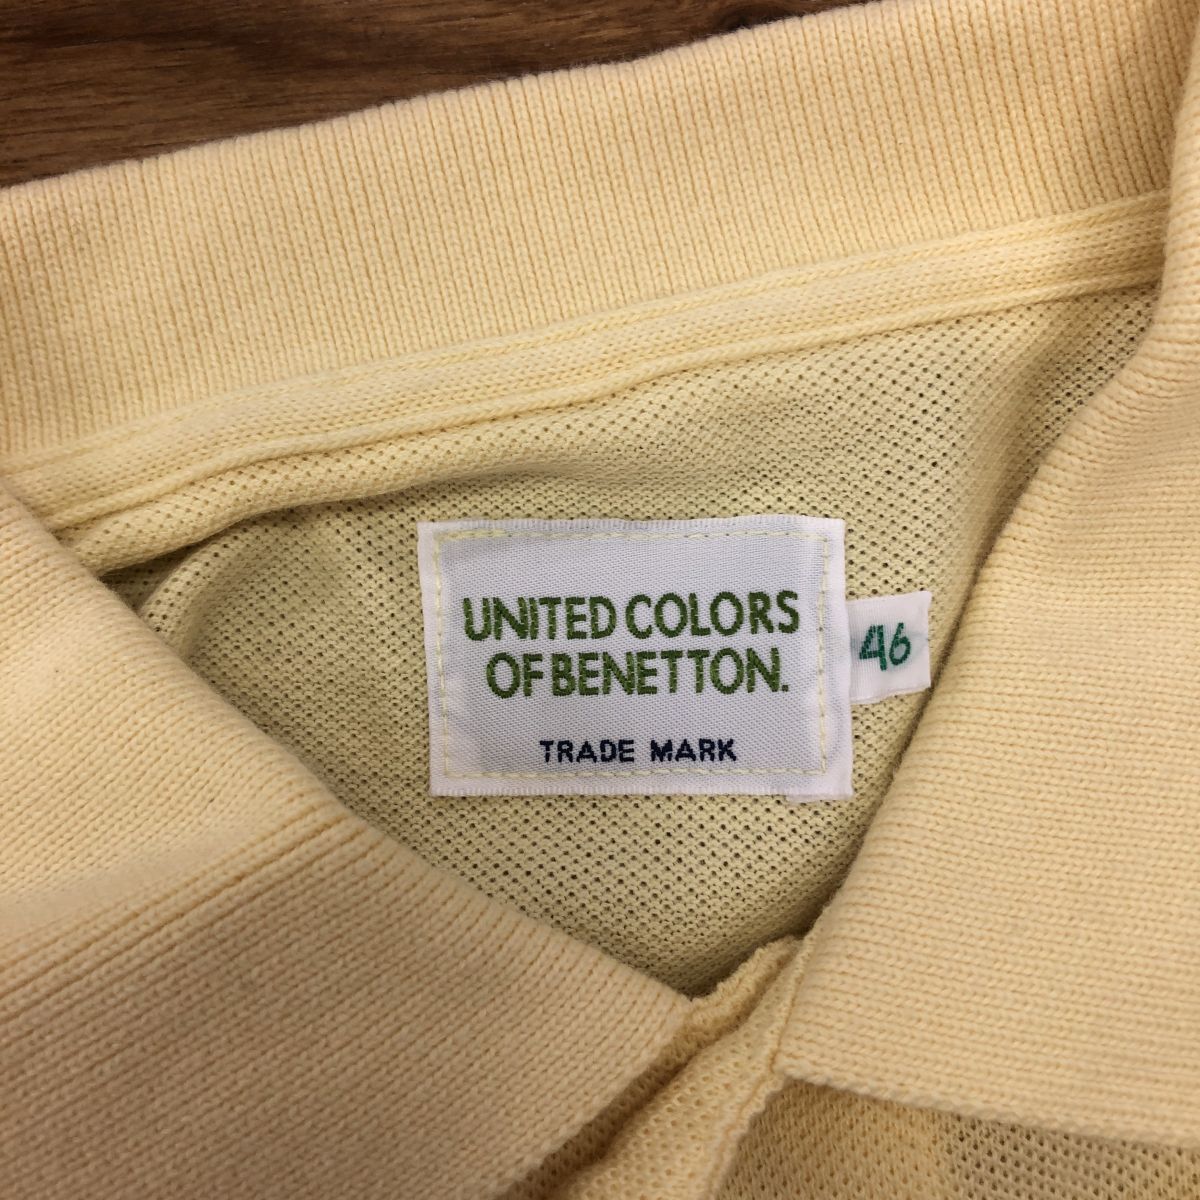 UNITED COLORS
OF BENETTON.
TRADE MARK
46